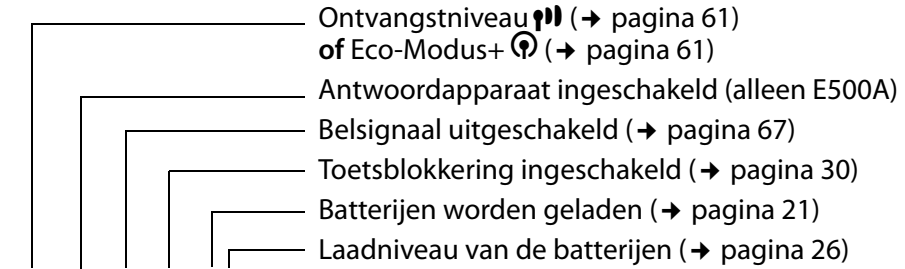 Ontvangstniveau (➔ pagina 61)
of Eco-Modus+ (➔ pagina 61)
Antwoordapparaat ingeschakeld (alleen E500A)
Belsignaal uitgeschakeld (➔ pagina 67)
Toetsblokkering ingeschakeld (➔ pagina 30)
Batterijen worden geladen (➔ pagina 21)
Laadniveau van de batterijen (➔ pagina 26)